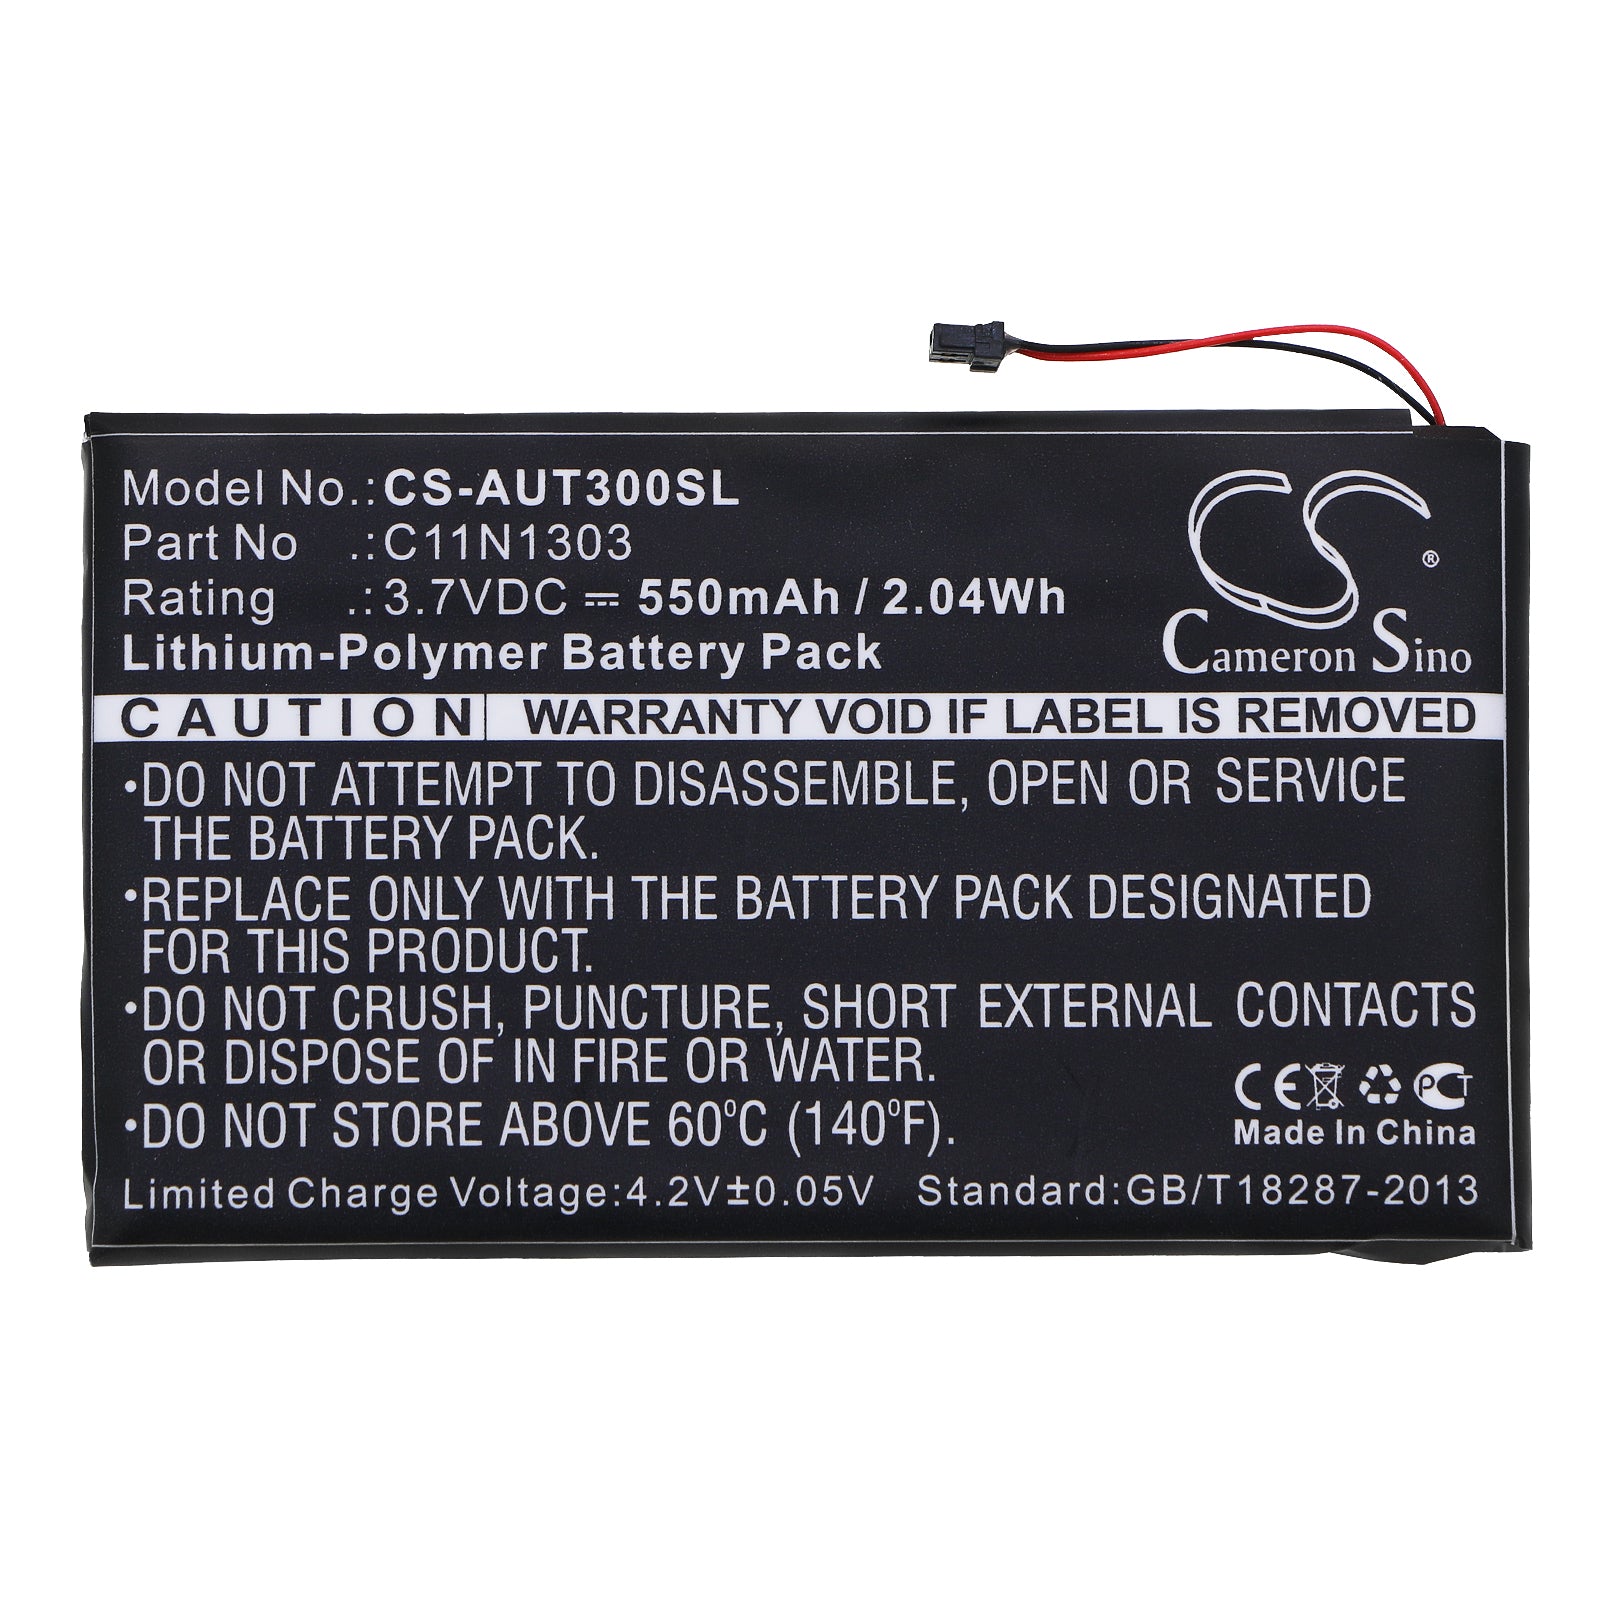 Model No.:CS-AUT300SL
Part No .:C11N1303
Rating .:3.7VDC ⎓ 550mAh / 2.04Wh
Lithium-Polymer Battery Pack
CS
®
Cameron Sino
CAUTION WARRANTY VOID IF LABEL IS REMOVED
•DO NOT ATTEMPT TO DISASSEMBLE, OPEN OR SERVICE
THE BATTERY PACK.
•REPLACE ONLY WITH THE BATTERY PACK DESIGNATED
FOR THIS PRODUCT.
•DO NOT CRUSH, PUNCTURE, SHORT EXTERNAL CONTACTS
OR DISPOSE OF IN FIRE OR WATER.
•DO NOT STORE ABOVE 60°C (140°F).
CE PCT
Made In China
Limited Charge Voltage:4.2V±0.05V Standard:GB/T18287-2013